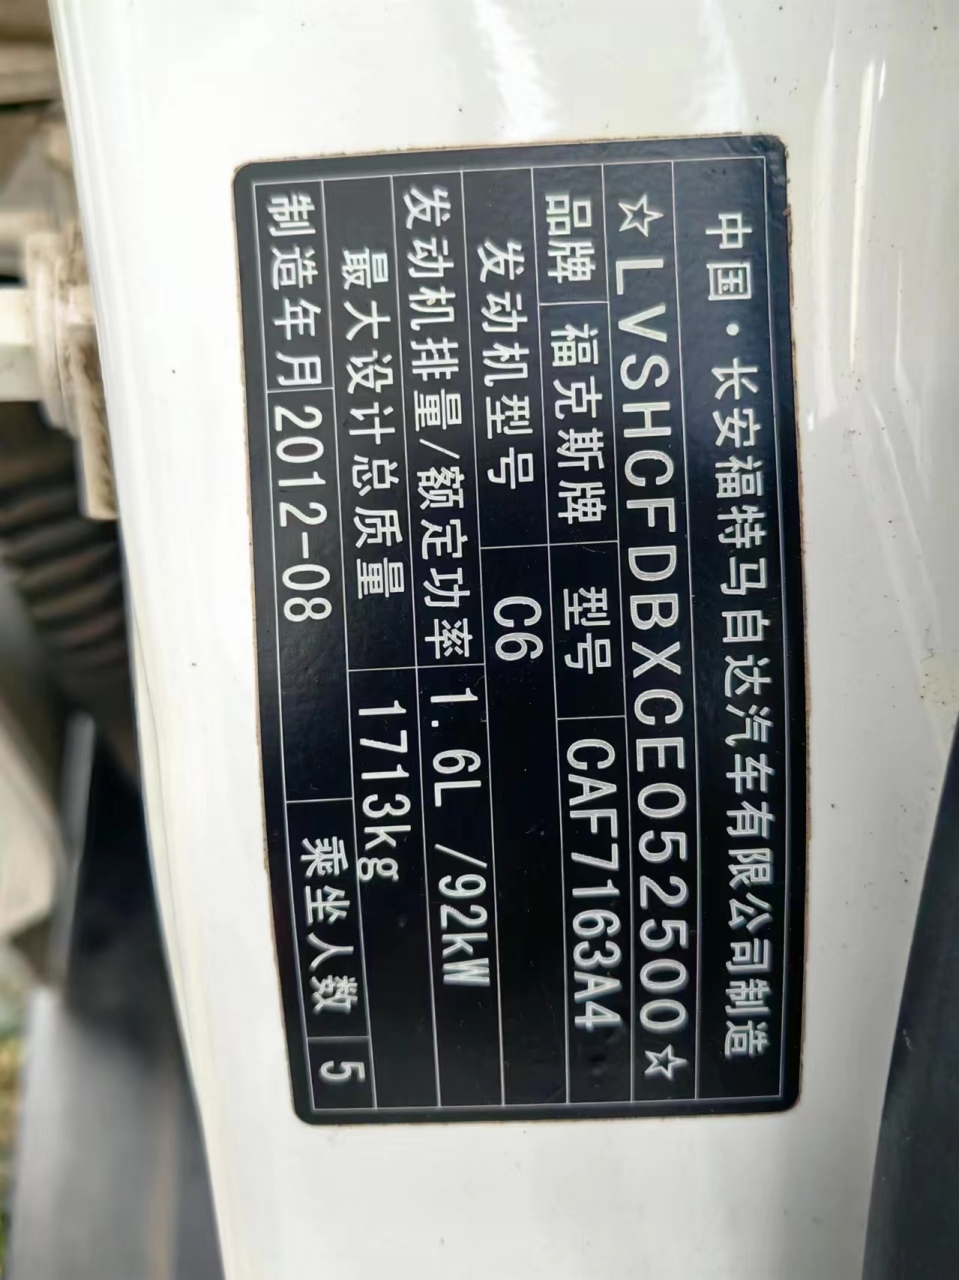 中国·长安福特马自达汽车有限公司制造
☆LVSHCFDBXCE052500☆
品牌 福克斯牌 型号 CAF7163A4
发动机型号 C6
发动机排量/额定功率 1.6L /92kW
最大设计总质量 1713kg
制造年月 2012-08 乘坐人数 5